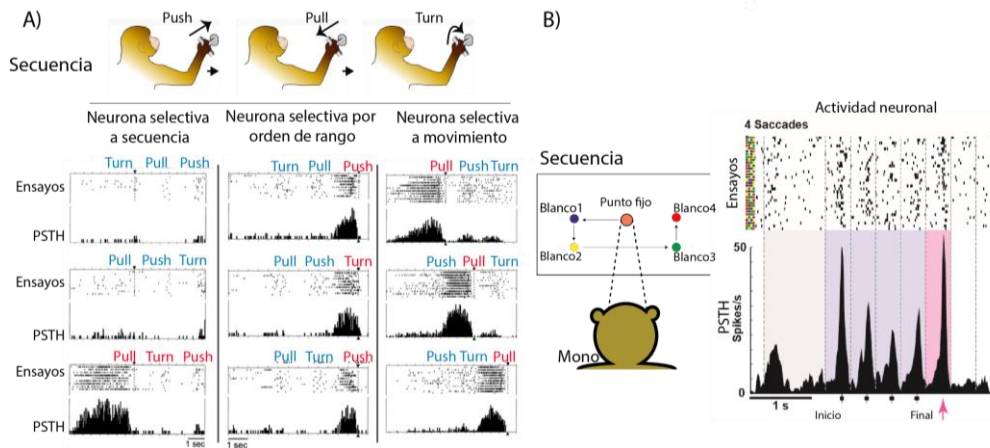 A)
Push
Pull
Turn
Secuencia
Neurona selectiva
a secuencia
Neurona selectiva por
orden de rango
Neurona selectiva
a movimiento
Turn Pull Push
Turn Pull Push
Pull Push Turn
Ensayos
PSTH
Pull Push Turn
Pull Push Turn
Push Pull Turn
Ensayos
PSTH
Pull Turn Push
Pull Turn Push
Push Turn Pull
Ensayos
PSTH
1 sec
1 sec
B)
Secuencia
Punto fijo
Blanco1
Blanco4
Blanco2
Blanco3
Mono
Actividad neuronal
4 Saccades
Ensayos
50
PSTH
Spikes/s
0
1 s
Inicio
Final